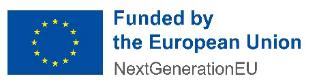 Funded by
the European Union
NextGenerationEU